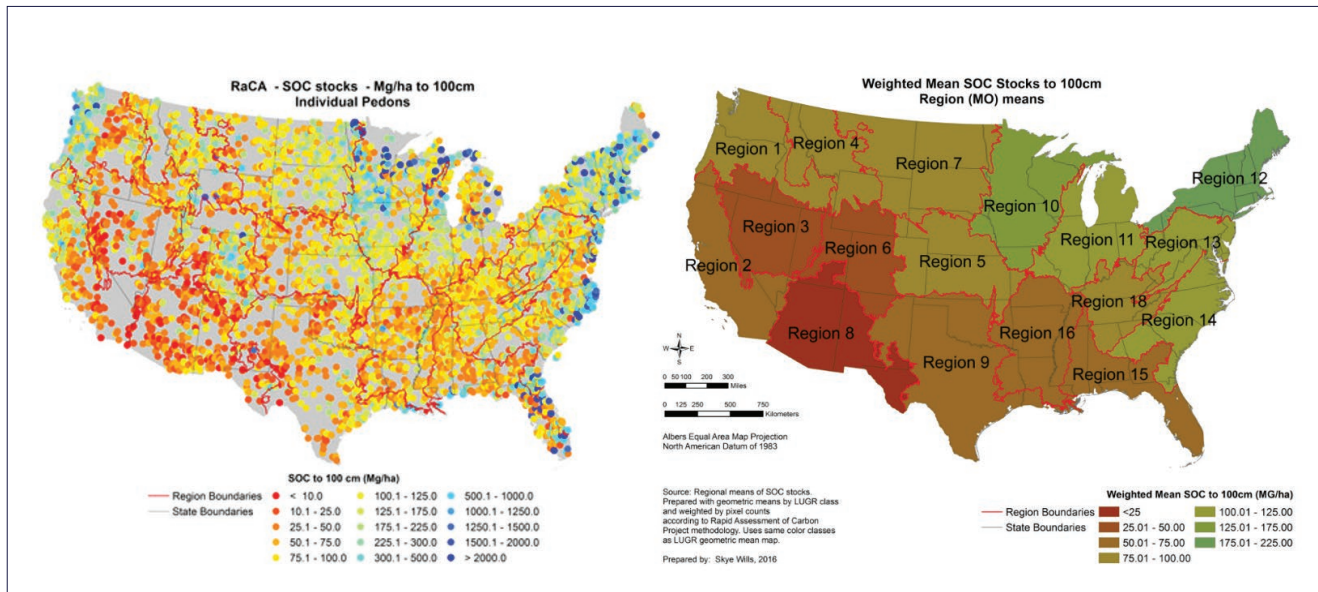 RaCA - SOC stocks - Mg/ha to 100cm
Individual Pedons
SOC to 100 cm (Mg/ha)
Region Boundaries
State Boundaries
< 10.0
10.1 - 25.0
25.1 - 50.0
50.1 - 75.0
75.1 - 100.0
100.1 - 125.0
125.1 - 175.0
175.1 - 225.0
225.1 - 300.0
300.1 - 500.0
500.1 - 1000.0
1000.1 - 1250.0
1250.1 - 1500.0
1500.1 - 2000.0
> 2000.0
Weighted Mean SOC Stocks to 100cm
Region (MO) means
Region 1
Region 4
Region 7
Region 10
Region 12
Region 3
Region 6
Region 11
Region 13
Region 2
Region 5
Region 18
Region 14
Region 8
Region 9
Region 16
Region 15
N
W E
S
0 50 100 200 300
Miles
0 125 250 500 750
Kilometers
Albers Equal Area Map Projection
North American Datum of 1983
Source: Regional means of SOC stocks.
Prepared with geometric means by LUGR class
and weighted by pixel counts
according to Rapid Assessment of Carbon
Project methodology. Uses same color classes
as LUGR geometric mean map.
Prepared by: Skye Wills, 2016
Weighted Mean SOC to 100cm (MG/ha)
Region Boundaries
State Boundaries
<25
25.01 - 50.00
50.01 - 75.00
75.01 - 100.00
100.01 - 125.00
125.01 - 175.00
175.01 - 225.00